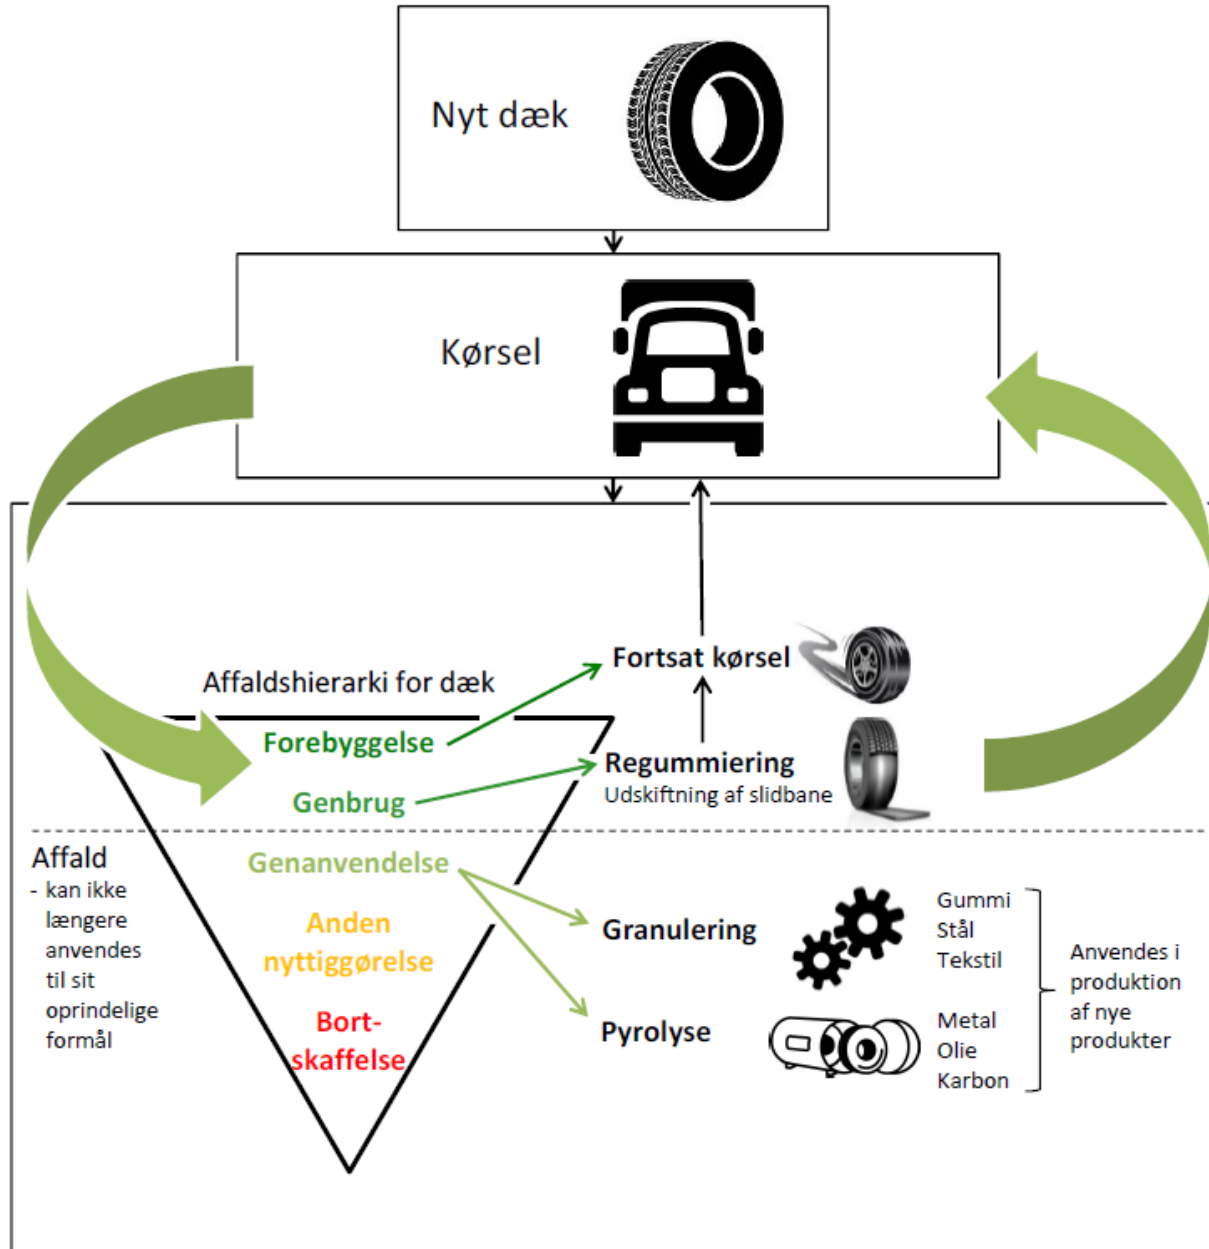 Nyt dæk
Kørsel
Affaldshierarki for dæk
Forebyggelse
Genbrug
Fortsat kørsel
Regummiering
Udskiftning af slidbane
Affald
- kan ikke
længere
anvendes
til sit
oprindelige
formål
Genanvendelse
Anden
nyttiggørelse
Bort-
skaffelse
Granulering
Gummi
Stål
Tekstil
Pyrolyse
Metal
Olie
Karbon
Anvendes i
produktion
af nye
produkter